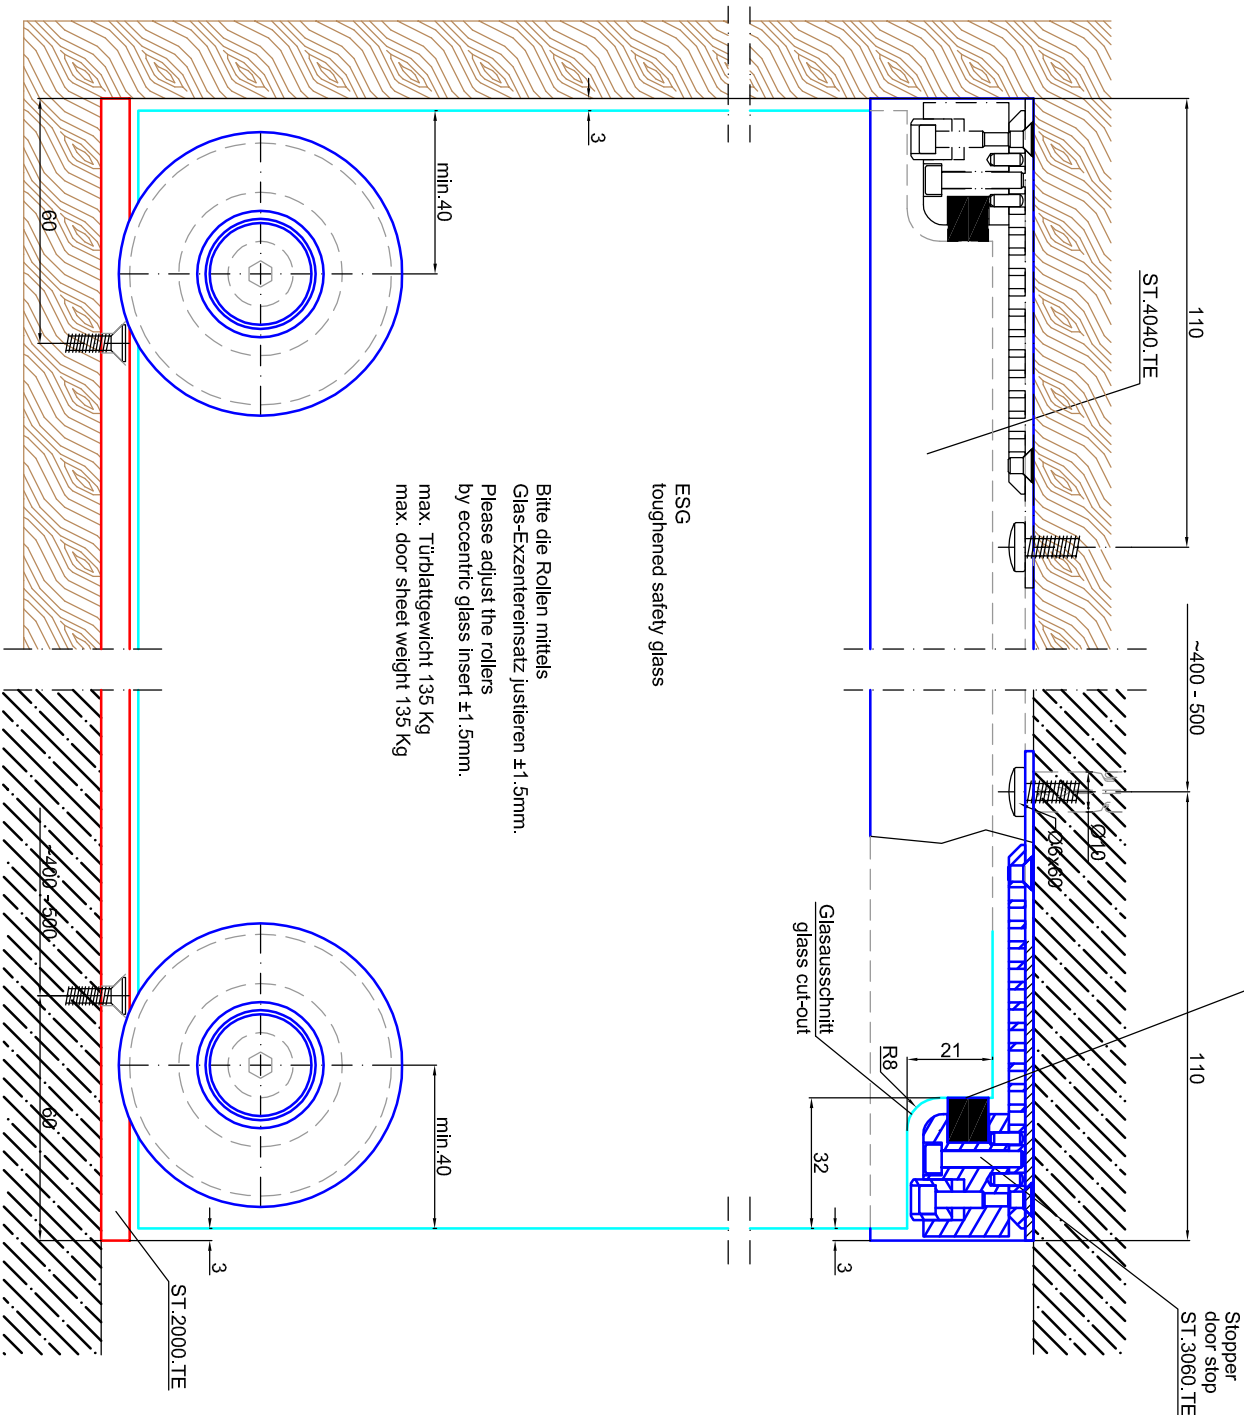 110
~400 - 500
110
ST.4040.TE
Ø10
Ø6x60
Stopper
door stop
ST.3060.TE
Glasausschnitt
glass cut-out
R8
21
32
3
3
3
ESG
toughened safety glass
Bitte die Rollen mittels
Glas-Exzentereinsatz justieren ±1.5mm.
Please adjust the rollers
by eccentric glass insert ±1.5mm.
max. Türblattgewicht 135 Kg
max. door sheet weight 135 Kg
min.40
min.40
60
~400 - 500
60
ST.2000.TE